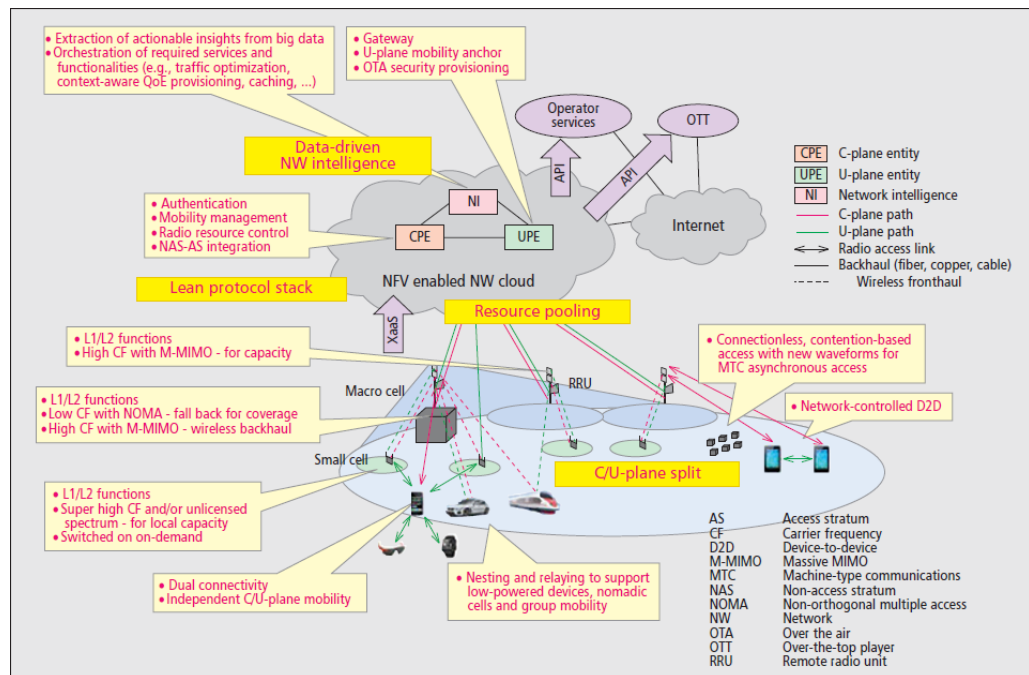 • Extraction of actionable insights from big data
• Orchestration of required services and
functionalities (e.g., traffic optimization,
context-aware QoE provisioning, caching, ...)
• Gateway
• U-plane mobility anchor
• OTA security provisioning
Operator
services
OTT
Data-driven
NW intelligence
API
API
CPE
C-plane entity
UPE
U-plane entity
NI
Network intelligence
C-plane path
U-plane path
Radio access link
Backhaul (fiber, copper, cable)
Wireless fronthaul
NI
CPE
UPE
Internet
• Authentication
• Mobility management
• Radio resource control
• NAS-AS integration
NFV enabled NW cloud
Lean protocol stack
XaaS
Resource pooling
• L1/L2 functions
• High CF with M-MIMO - for capacity
• Connectionless, contention-based
access with new waveforms for
MTC asynchronous access
Macro cell
RRU
• L1/L2 functions
• Low CF with NOMA - fall back for coverage
• High CF with M-MIMO - wireless backhaul
• Network-controlled D2D
Small cell
C/U-plane split
• L1/L2 functions
• Super high CF and/or unlicensed
spectrum - for local capacity
• Switched on on-demand
• Dual connectivity
• Independent C/U-plane mobility
• Nesting and relaying to support
low-powered devices, nomadic
cells and group mobility
AS Access stratum
CF Carrier frequency
D2D Device-to-device
M-MIMO Massive MIMO
MTC Machine-type communications
NAS Non-access stratum
NOMA Non-orthogonal multiple access
NW Network
OTA Over the air
OTT Over-the-top player
RRU Remote radio unit